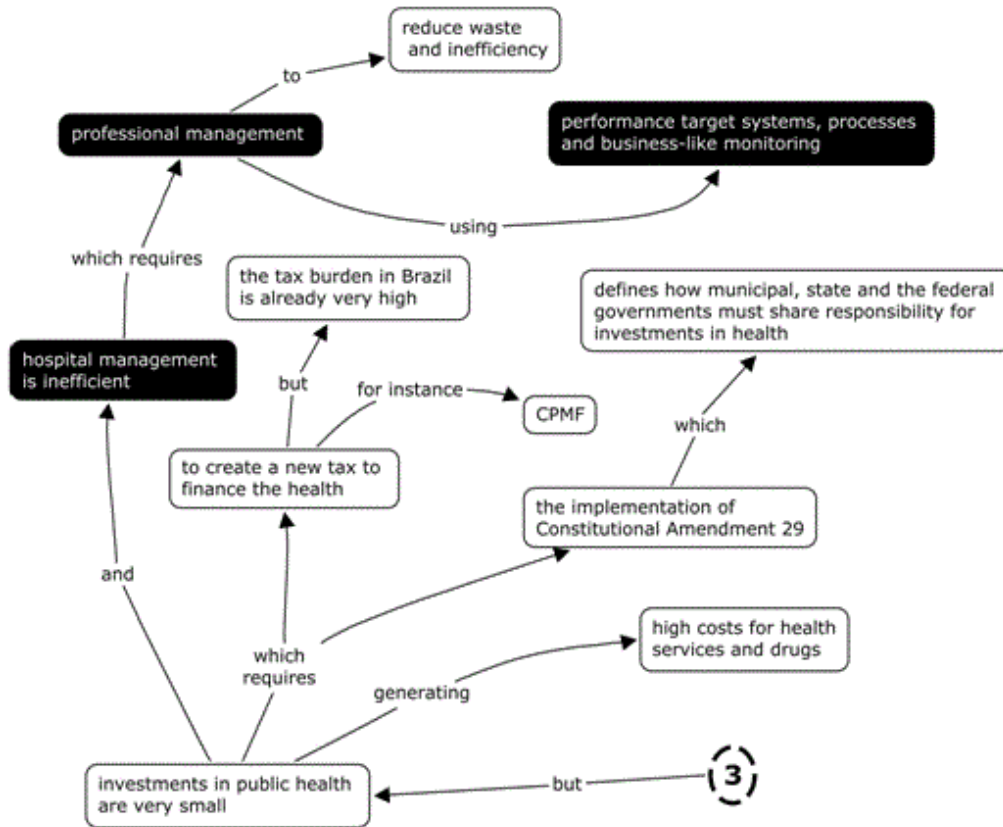 reduce waste
and inefficiency
to
professional management
performance target systems, processes
and business-like monitoring
using
which requires
the tax burden in Brazil
is already very high
defines how municipal, state and the federal
governments must share responsibility for
investments in health
hospital management
is inefficient
but
for instance
CPMF
which
to create a new tax to
finance the health
the implementation of
Constitutional Amendment 29
and
which
requires
high costs for health
services and drugs
generating
investments in public health
are very small
but
3